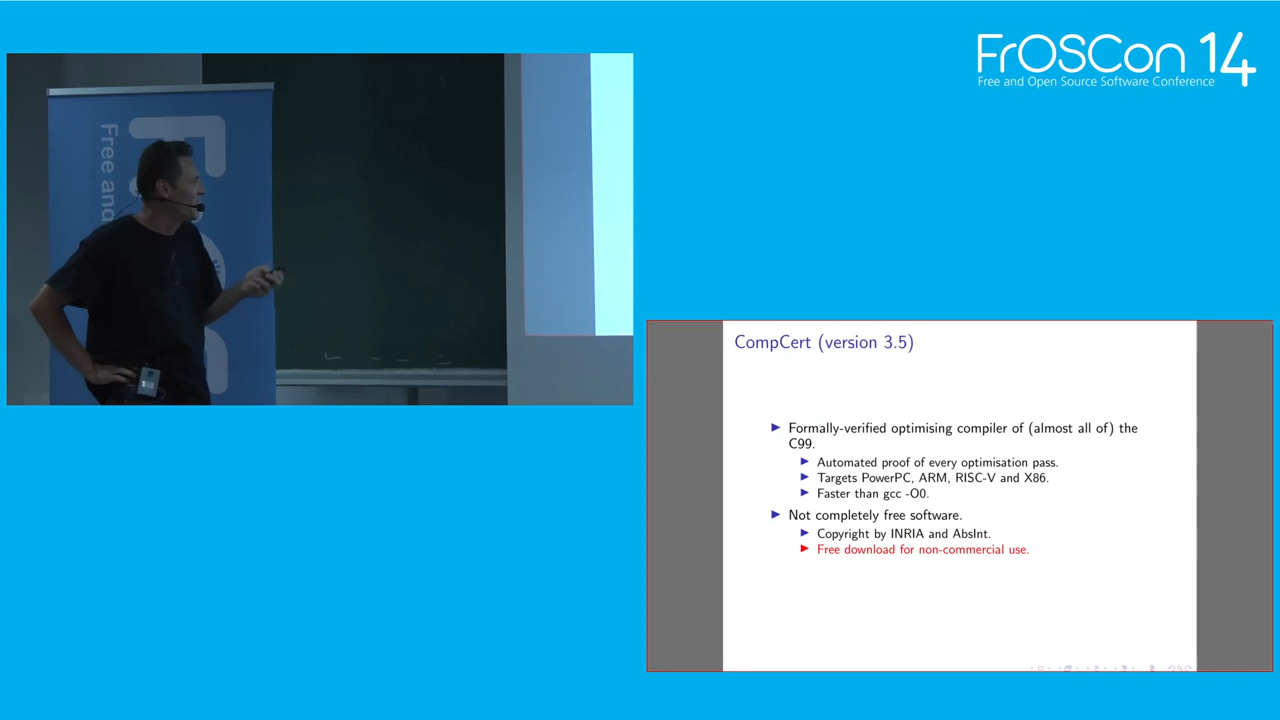 FrOSCon 14
Free and Open Source Software Conference
Free and
CompCert (version 3.5)
Formally-verified optimising compiler of (almost all of) the
C99.
Automated proof of every optimisation pass.
Targets PowerPC, ARM, RISC-V and X86.
Faster than gcc -O0.
Not completely free software.
Copyright by INRIA and AbsInt.
Free download for non-commercial use.